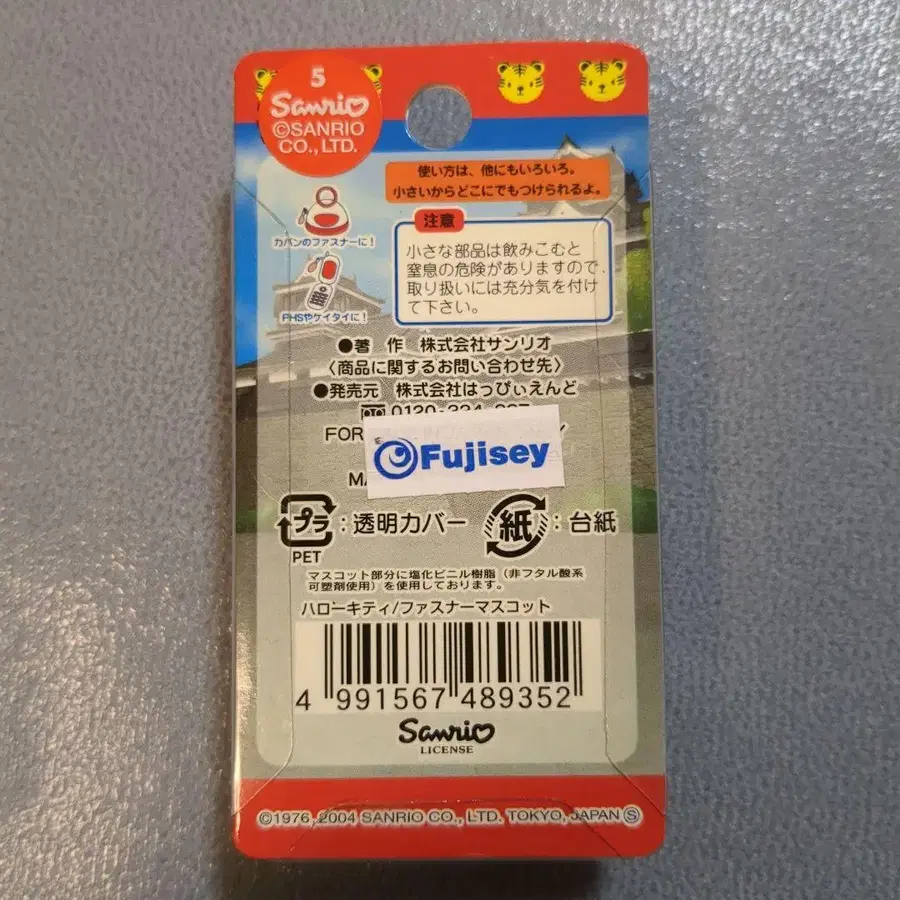 5
Sanrio
©SANRIO
CO., LTD.
使い方は、他にもいろいろ。
小さいからどこにでもつけられるよ。
カバンのファスナーに!
PHSやケイタイに!
注意
小さな部品は飲みこむと
窒息の危険がありますので、
取り扱いには充分気を付け
て下さい。
●著 作 株式会社サンリオ
〈商品に関するお問い合わせ先〉
●発売元 株式会社はっぴぃえんど
FOR
Fujisey
プラ:透明カバー
PET
紙:台紙
マスコット部分に塩化ビニル樹脂(非フタル酸系
可塑剤使用)を使用しております。
ハローキティ/ファスナーマスコット
4 991567 489352
Sanrio
LICENSE
©1976, 2004 SANRIO CO., LTD. TOKYO, JAPAN Ⓢ